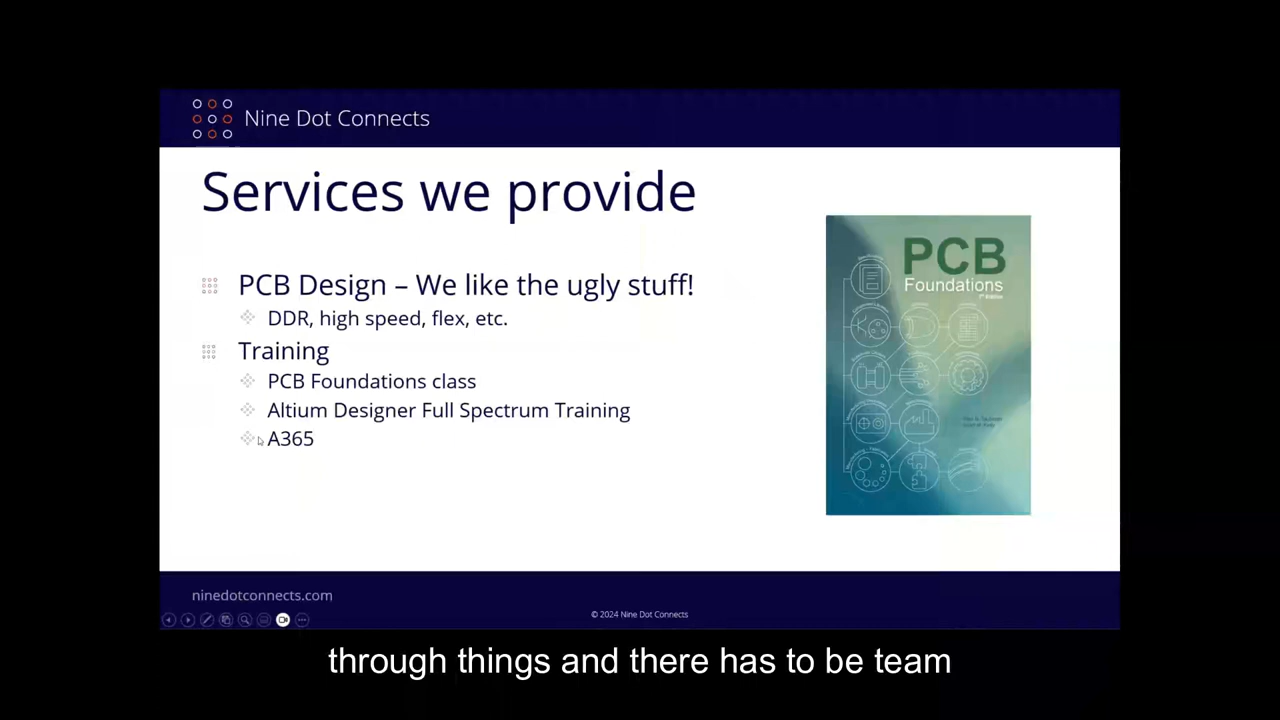 Nine Dot Connects
Services we provide
PCB Design – We like the ugly stuff!
DDR, high speed, flex, etc.
Training
PCB Foundations class
Altium Designer Full Spectrum Training
A365
PCB
Foundations
ninedotconnects.com
© 2024 Nine Dot Connects
through things and there has to be team